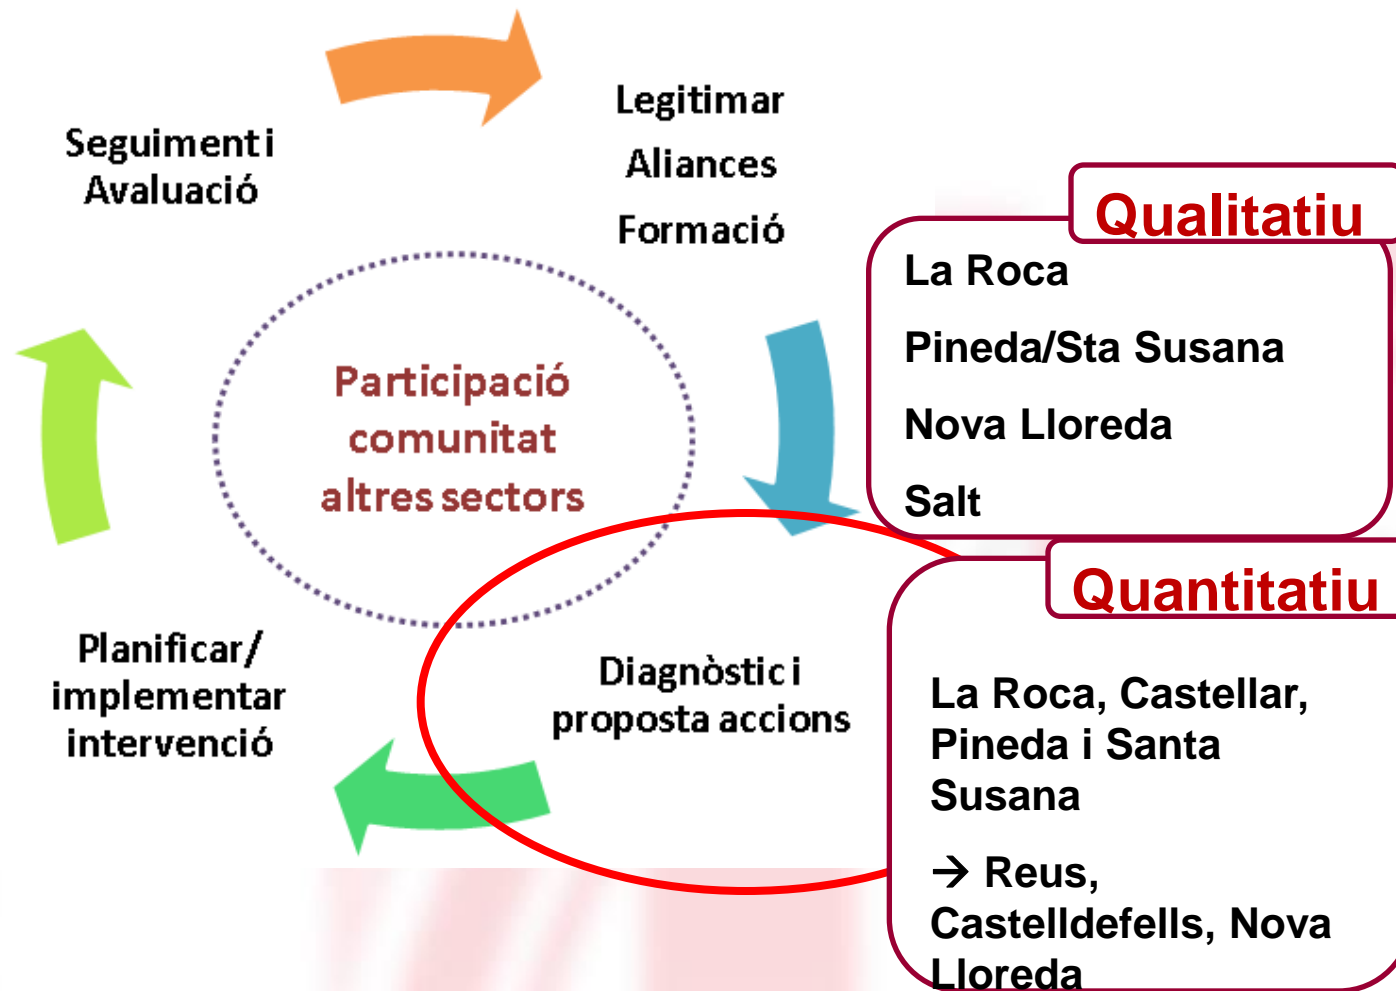 Seguiment i
Avaluació
Legitimar
Aliances
Formació
Qualitatiu
La Roca
Pineda/Sta Susana
Nova Lloreda
Salt
Participació
comunitat
altres sectors
Quantitatiu
La Roca, Castellar,
Pineda i Santa
Susana
→ Reus,
Castelldefells, Nova
Lloreda
Diagnòstic i
proposta accions
Planificar/
implementar
intervenció